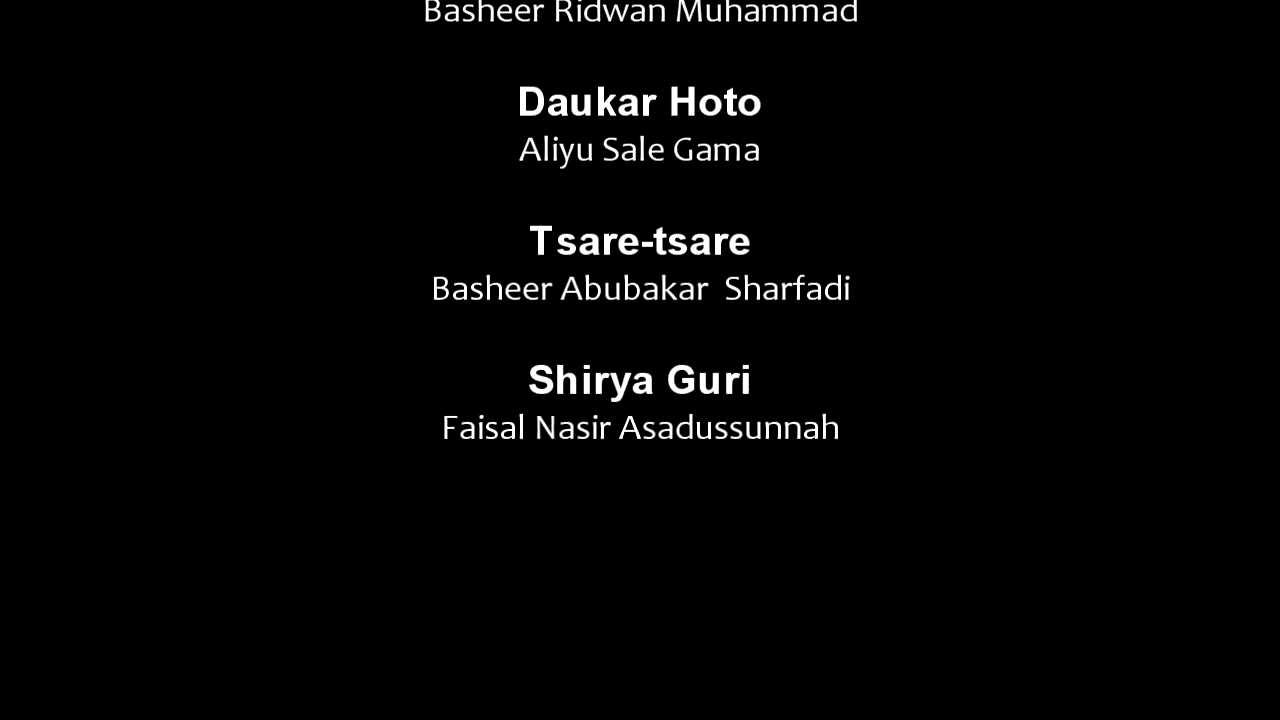 Basheer Ridwan Muhammad
Daukar Hoto
Aliyu Sale Gama
Tsare-tsare
Basheer Abubakar  Sharfadi
Shirya Guri
Faisal Nasir Asadussunnah